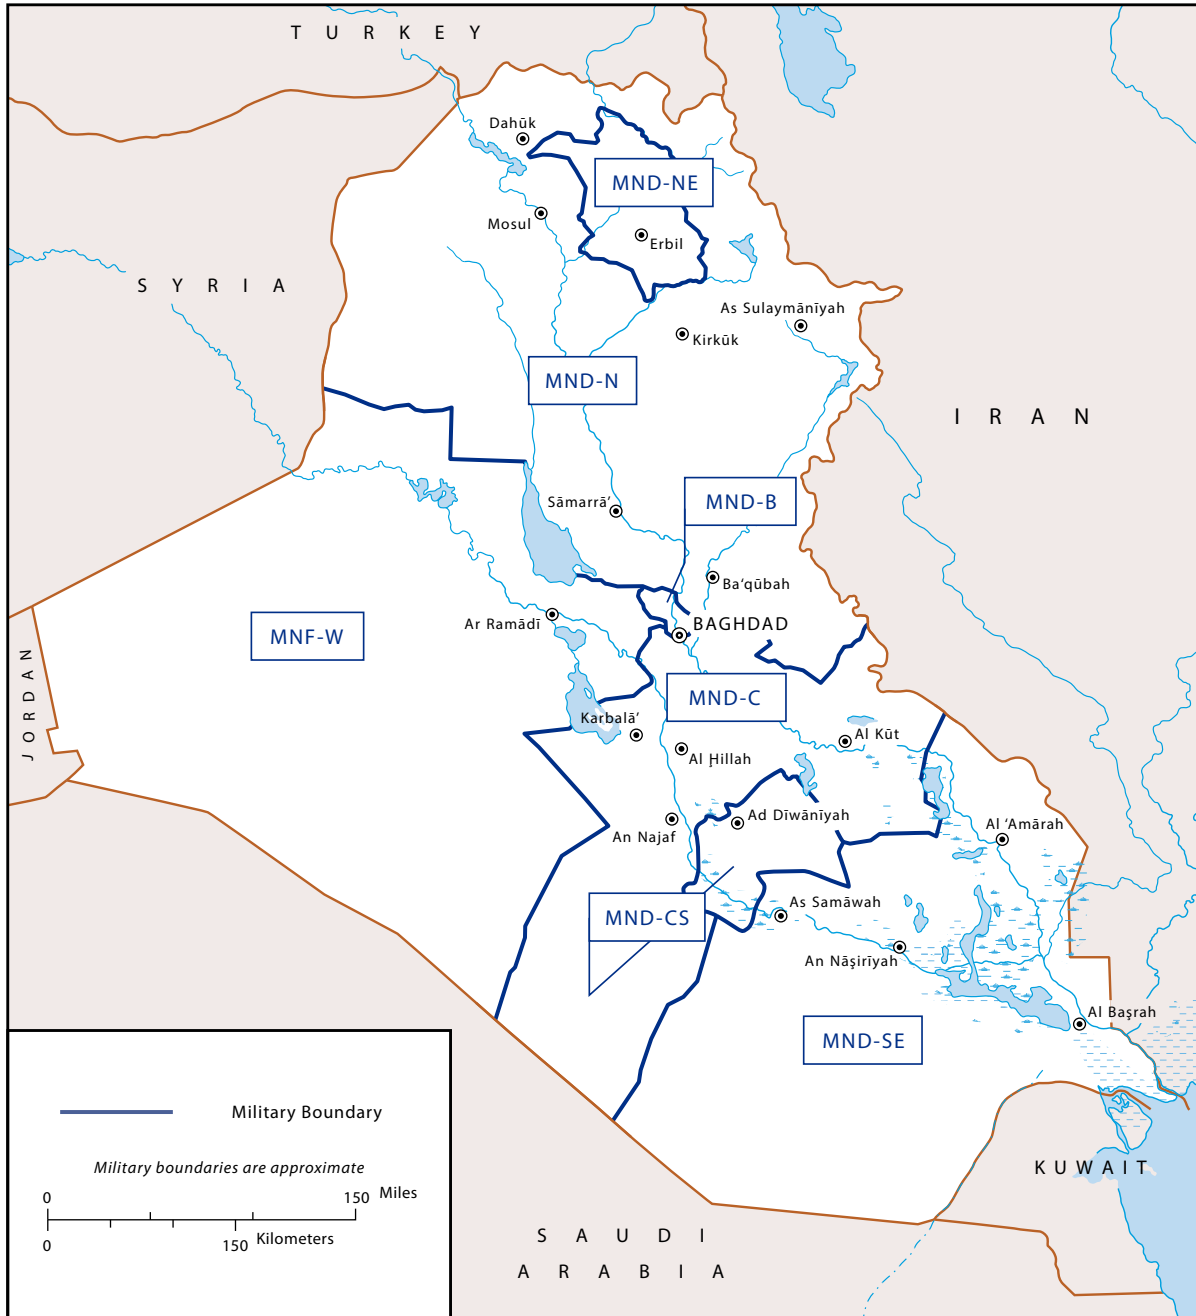 TURKEY
Dahūk
MND-NE
Mosul
Erbil
SYRIA
As Sulaymānīyah
Kirkūk
MND-N
IRAN
MND-B
Sāmarrā'
Ba'qūbah
Ar Ramādī
MNF-W
BAGHDAD
JORDAN
MND-C
Karbalā'
Al Kūt
Al Ḩillah
An Najaf
Ad Dīwānīyah
Al 'Amārah
MND-CS
As Samāwah
An Nāşirīyah
Al Başrah
MND-SE
Military Boundary
Military boundaries are approximate
KUWAIT
0 150 Miles
0 150 Kilometers
SAUDI
ARABIA